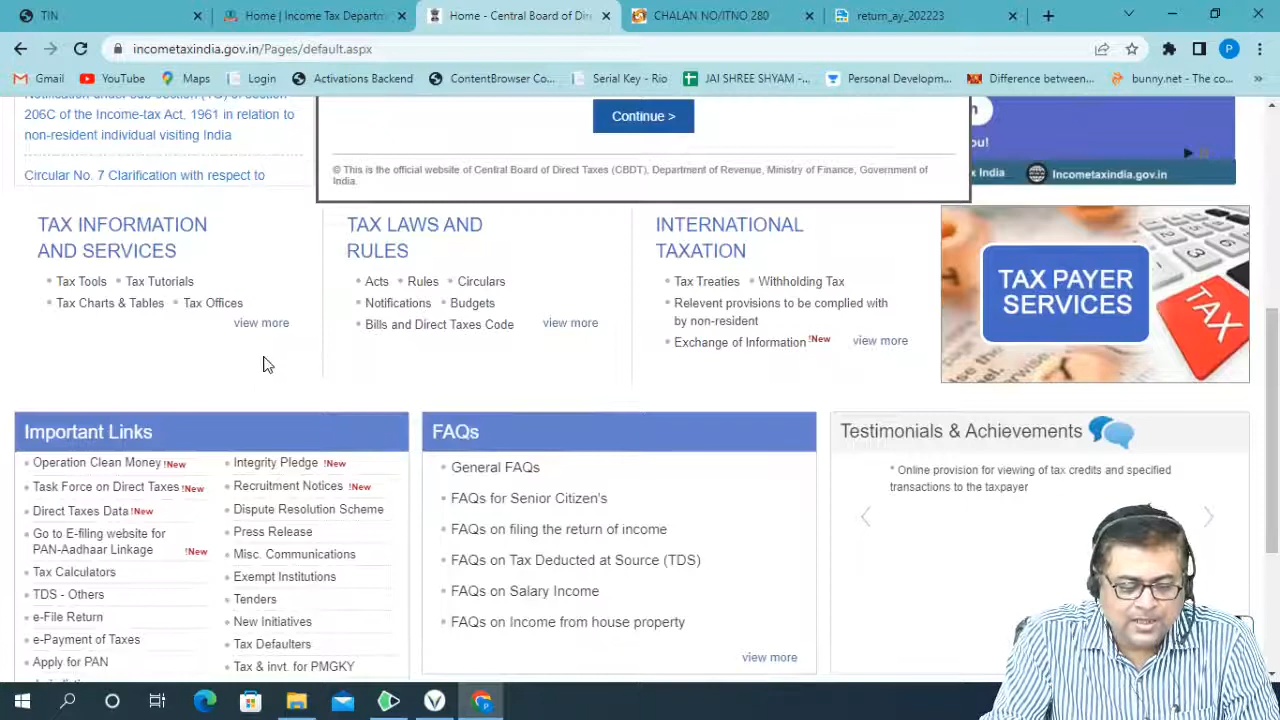 TIN
Home | Income Tax Departm
Home - Central Board of Dir
CHALAN NO/ITNO 280
return_ay_202223
incometaxindia.gov.in/Pages/default.aspx
P
Gmail
YouTube
Maps
Login
Activations Backend
ContentBrowser Co...
Serial Key - Rio
JAI SHREE SHYAM -...
Personal Developm...
Difference between...
bunny.net - The co...
206C of the Income-tax Act, 1961 in relation to
non-resident individual visiting India
Circular No. 7 Clarification with respect to
Continue >
© This is the official website of Central Board of Direct Taxes (CBDT), Department of Revenue, Ministry of Finance, Government of
India.
you!
India
Incometaxindia.gov.in
TAX INFORMATION
AND SERVICES
Tax Tools
Tax Tutorials
Tax Charts & Tables
Tax Offices
view more
TAX LAWS AND
RULES
Acts
Rules
Circulars
Notifications
Budgets
Bills and Direct Taxes Code
view more
INTERNATIONAL
TAXATION
Tax Treaties
Withholding Tax
Relevent provisions to be complied with
by non-resident
Exchange of Information !New
view more
TAX PAYER
SERVICES
TAX
Important Links
Operation Clean Money !New
Task Force on Direct Taxes !New
Direct Taxes Data !New
Go to E-filing website for
PAN-Aadhaar Linkage !New
Tax Calculators
TDS - Others
e-File Return
e-Payment of Taxes
Apply for PAN
Integrity Pledge !New
Recruitment Notices !New
Dispute Resolution Scheme
Press Release
Misc. Communications
Exempt Institutions
Tenders
New Initiatives
Tax Defaulters
Tax & invt. for PMGKY
FAQs
General FAQs
FAQs for Senior Citizen's
FAQs on filing the return of income
FAQs on Tax Deducted at Source (TDS)
FAQs on Salary Income
FAQs on Income from house property
view more
Testimonials & Achievements
* Online provision for viewing of tax credits and specified
transactions to the taxpayer